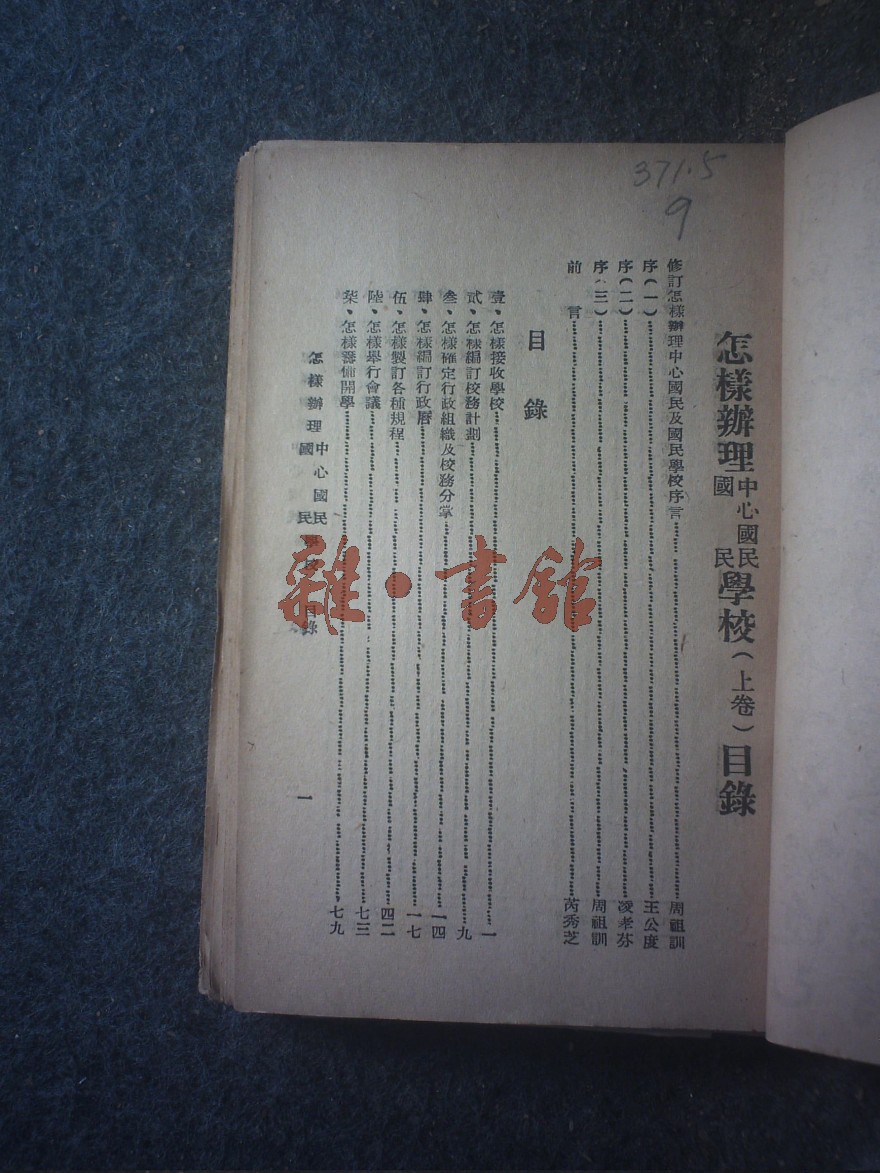 371.5
9
怎樣辦理中心國民國民學校(上卷)目錄
修訂怎樣辦理中心國民及國民學校序言 周祖訓
序(一) 王公度
序(二) 凌孝芬
序(三) 周祖訓
前言 芮秀芝
目錄
壹、怎樣接收學校 一
貳、怎樣編訂校務計劃 九
叁、怎樣確定行政組織及校務分掌 一四
肆、怎樣編訂行政曆 一七
伍、怎樣製訂各種規程 四二
陸、怎樣舉行會議 七三
柒、怎樣籌備開學 七九
怎樣辦理中心國民國民學校 目錄
一
雜·書館